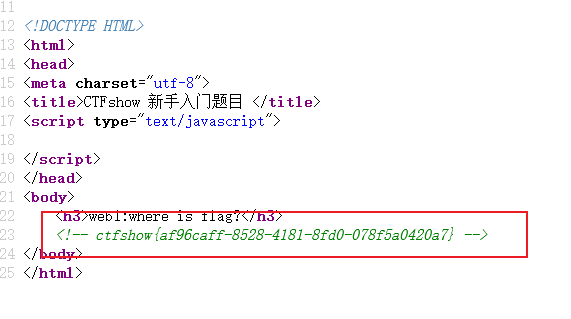 11
12 <!DOCTYPE HTML>
13 <html>
14 <head>
15 <meta charset="utf-8">
16 <title>CTFshow 新手入门题目 </title>
17 <script type="text/javascript">
18
19 </script>
20 </head>
21 <body>
22 <h3>web1:where is flag?</h3>
23 <!-- ctfshow{af96caff-8528-4181-8fd0-078f5a0420a7} -->
24 </body>
25 </html>